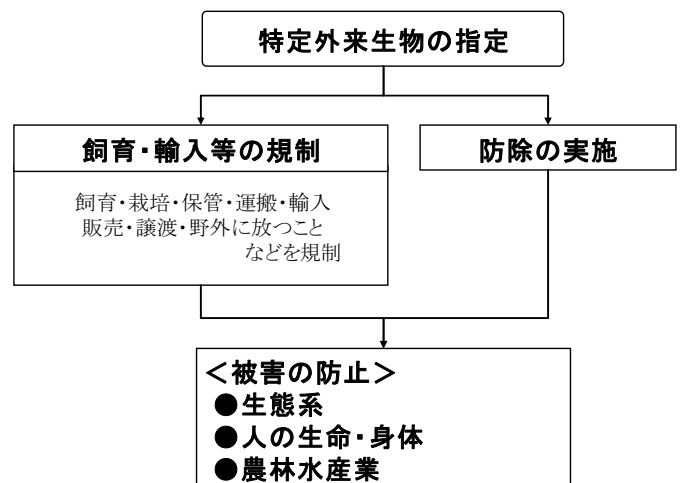 特定外来生物の指定
飼育・輸入等の規制
飼育・栽培・保管・運搬・輸入
販売・譲渡・野外に放つこと
などを規制
防除の実施
＜被害の防止＞
●生態系
●人の生命・身体
●農林水産業